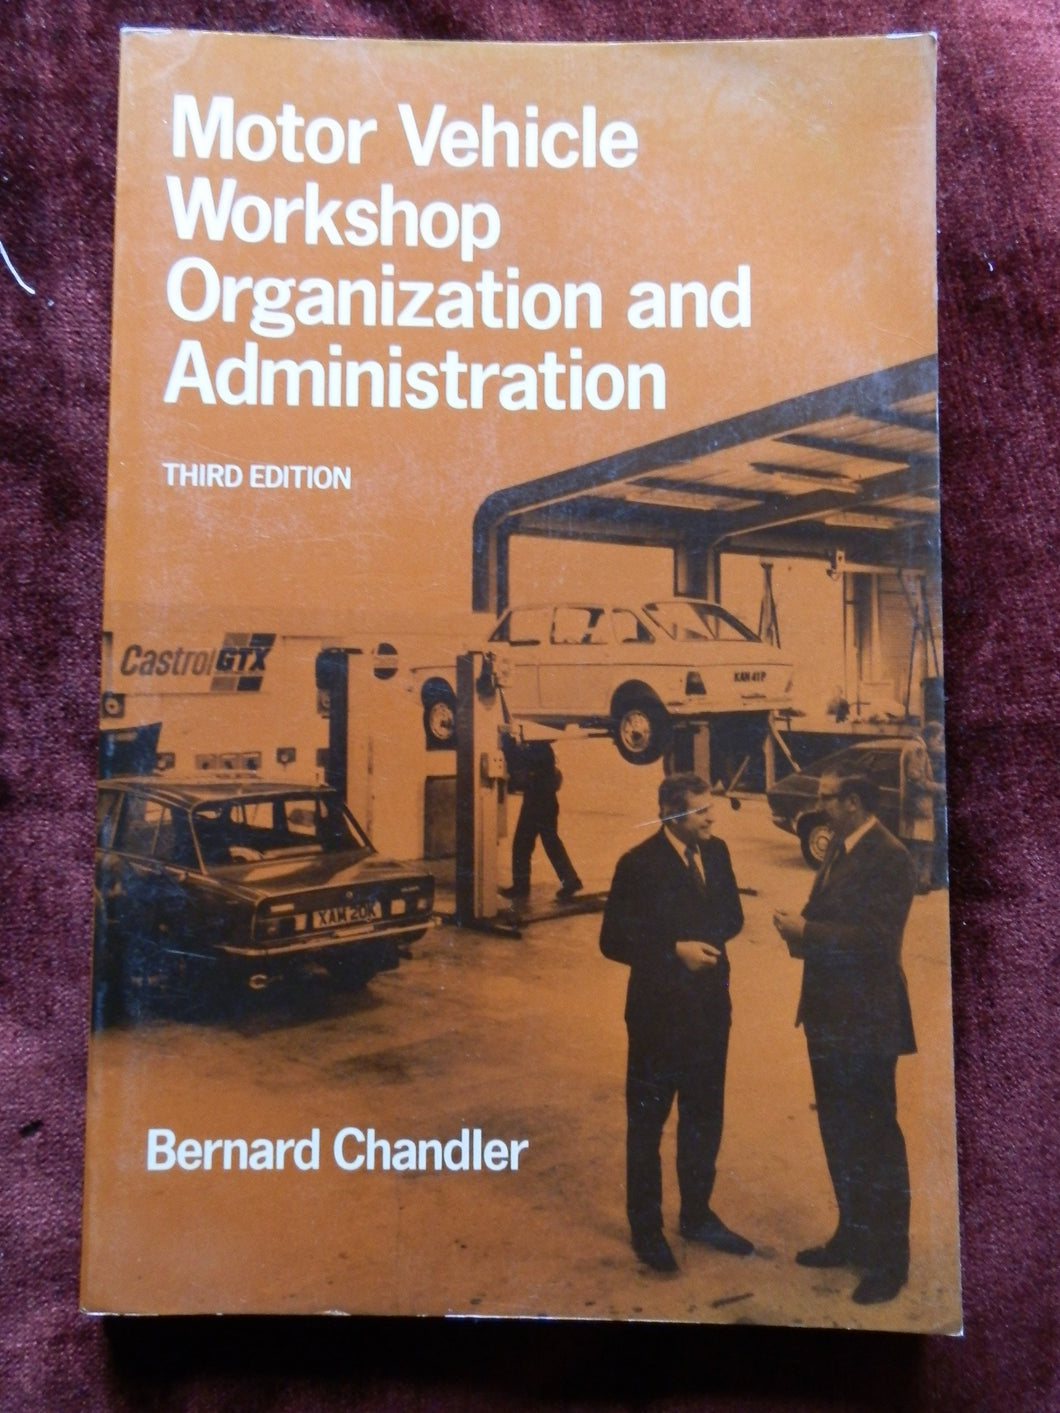 Motor Vehicle
Workshop
Organization and
Administration
THIRD EDITION
Castrol GTX
XAM 20K
Bernard Chandler